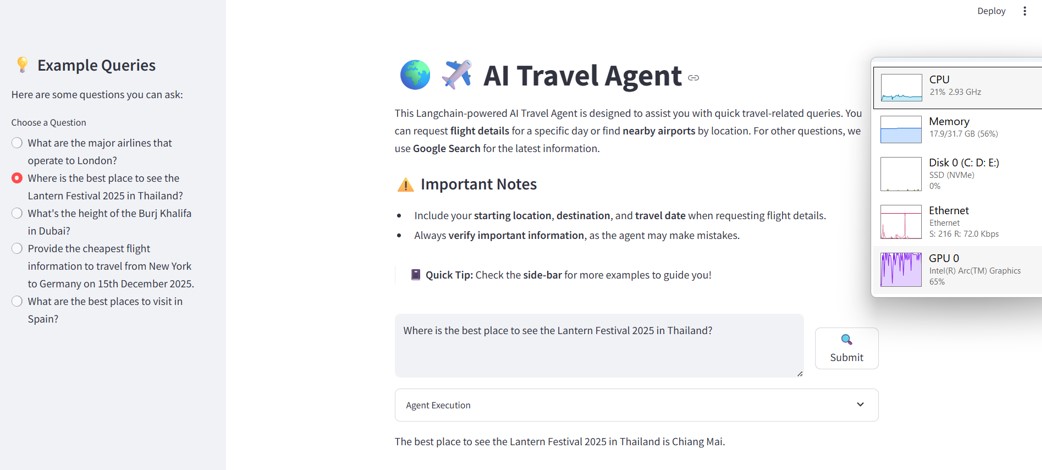 Deploy
Example Queries
Here are some questions you can ask:
Choose a Question
What are the major airlines that
operate to London?
Where is the best place to see the
Lantern Festival 2025 in Thailand?
What's the height of the Burj Khalifa
in Dubai?
Provide the cheapest flight
information to travel from New York
to Germany on 15th December 2025.
What are the best places to visit in
Spain?
AI Travel Agent
This Langchain-powered AI Travel Agent is designed to assist you with quick travel-related queries. You
can request flight details for a specific day or find nearby airports by location. For other questions, we
use Google Search for the latest information.
Important Notes
Include your starting location, destination, and travel date when requesting flight details.
Always verify important information, as the agent may make mistakes.
Quick Tip: Check the side-bar for more examples to guide you!
Where is the best place to see the Lantern Festival 2025 in Thailand?
Submit
Agent Execution
The best place to see the Lantern Festival 2025 in Thailand is Chiang Mai.
CPU
21% 2.93 GHz
Memory
17.9/31.7 GB (56%)
Disk 0 (C: D: E:)
SSD (NVMe)
0%
Ethernet
Ethernet
S: 216 R: 72.0 Kbps
GPU 0
Intel(R) Arc(TM) Graphics
65%